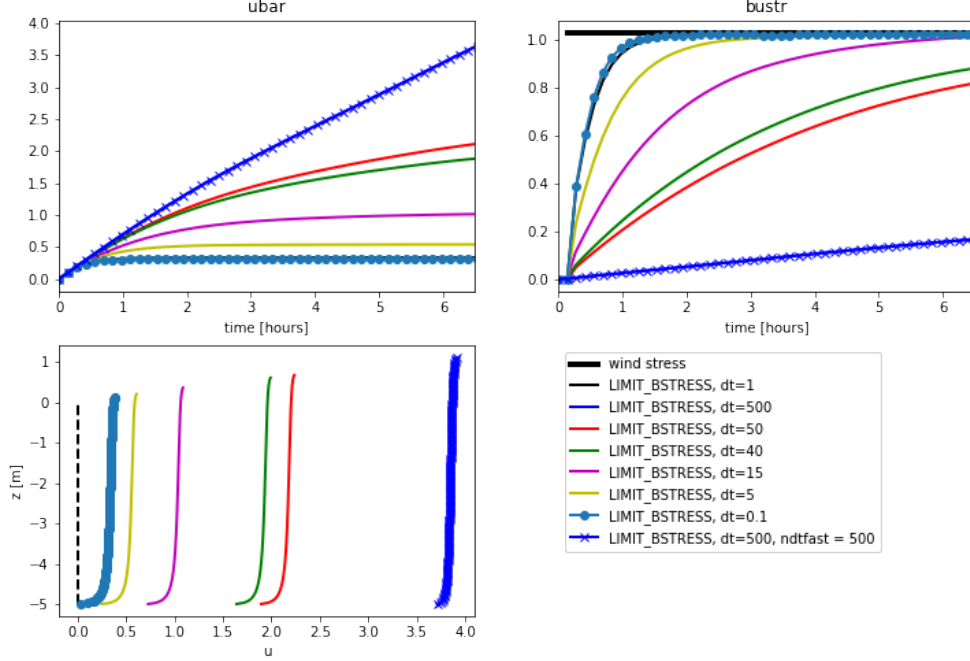 ubar
4.0
3.5
3.0
2.5
2.0
1.5
1.0
0.5
0.0
0 1 2 3 4 5 6
time [hours]
bustr
1.0
0.8
0.6
0.4
0.2
0.0
0 1 2 3 4 5 6
time [hours]
z [m]
1
0
−1
−2
−3
−4
−5
0.0 0.5 1.0 1.5 2.0 2.5 3.0 3.5 4.0
u
wind stress
LIMIT_BSTRESS, dt=1
LIMIT_BSTRESS, dt=500
LIMIT_BSTRESS, dt=50
LIMIT_BSTRESS, dt=40
LIMIT_BSTRESS, dt=15
LIMIT_BSTRESS, dt=5
LIMIT_BSTRESS, dt=0.1
LIMIT_BSTRESS, dt=500, ndtfast = 500